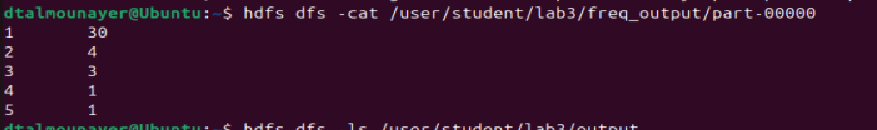 dtalmounayer@Ubuntu:~$ hdfs dfs -cat /user/student/lab3/freq_output/part-00000
1	30
2	4
3	3
4	1
5	1
dtalmounayer@Ubuntu:~$ hdfs dfs -ls /user/student/lab3/output